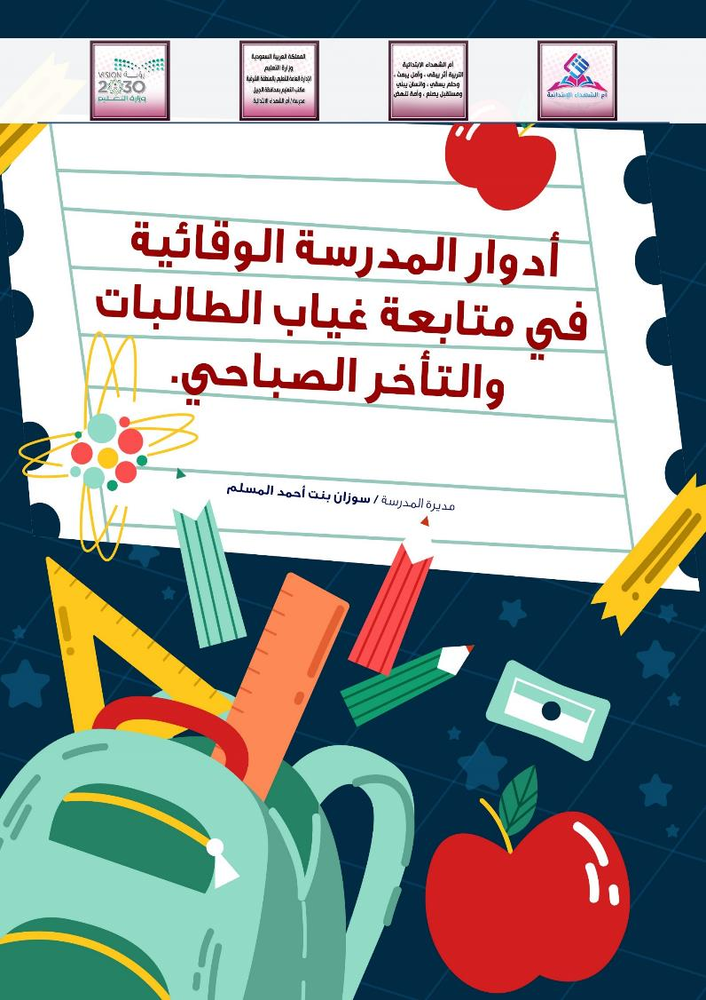 أم الشهداء الابتدائية
أم الشهداء الابتدائية
التربية أثر يبقى ، وأمل يبعث ،
وحلم يسقى ، وانسان يبنى
ومستقبل يصنع ، وأمة تنهض
المملكة العربية السعودية
وزارة التعليم
الإدارة العامة للتعليم بالمنطقة الشرقية
مكتب التعليم بمحافظة الجبيل
مدرسة / أم الشهداء الابتدائية
رؤيـة VISION
2030
وزارة التعليم
أدوار المدرسة الوقائية
في متابعة غياب الطالبات
والتأخر الصباحي.
مديرة المدرسة / سوزان بنت أحمد المسلم